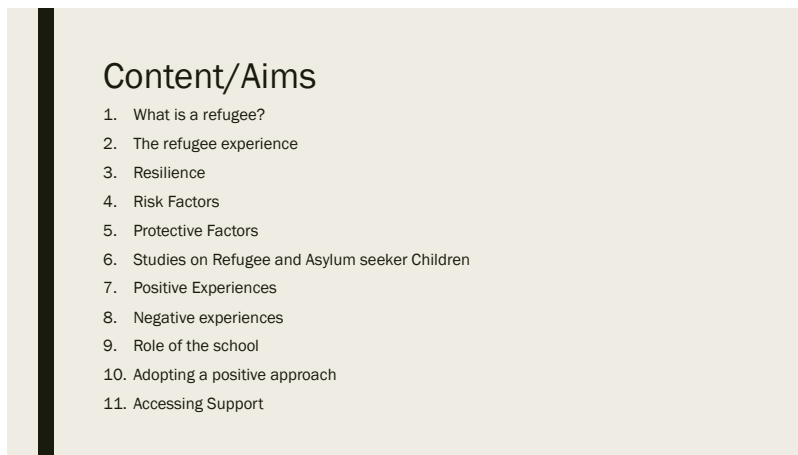 Content/Aims
1. What is a refugee?
2. The refugee experience
3. Resilience
4. Risk Factors
5. Protective Factors
6. Studies on Refugee and Asylum seeker Children
7. Positive Experiences
8. Negative experiences
9. Role of the school
10. Adopting a positive approach
11. Accessing Support